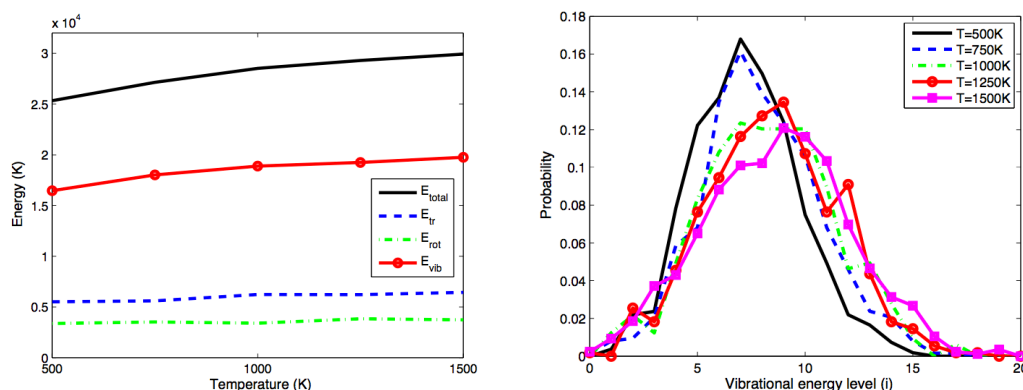 x 10⁴
3
2.5
2
1.5
1
0.5
0
500
1000
1500
Energy (K)
Temperature (K)
E_total
E_tr
E_rot
E_vib
0.18
0.16
0.14
0.12
0.1
0.08
0.06
0.04
0.02
0
0
5
10
15
20
Probability
Vibrational energy level (j)
T=500K
T=750K
T=1000K
T=1250K
T=1500K